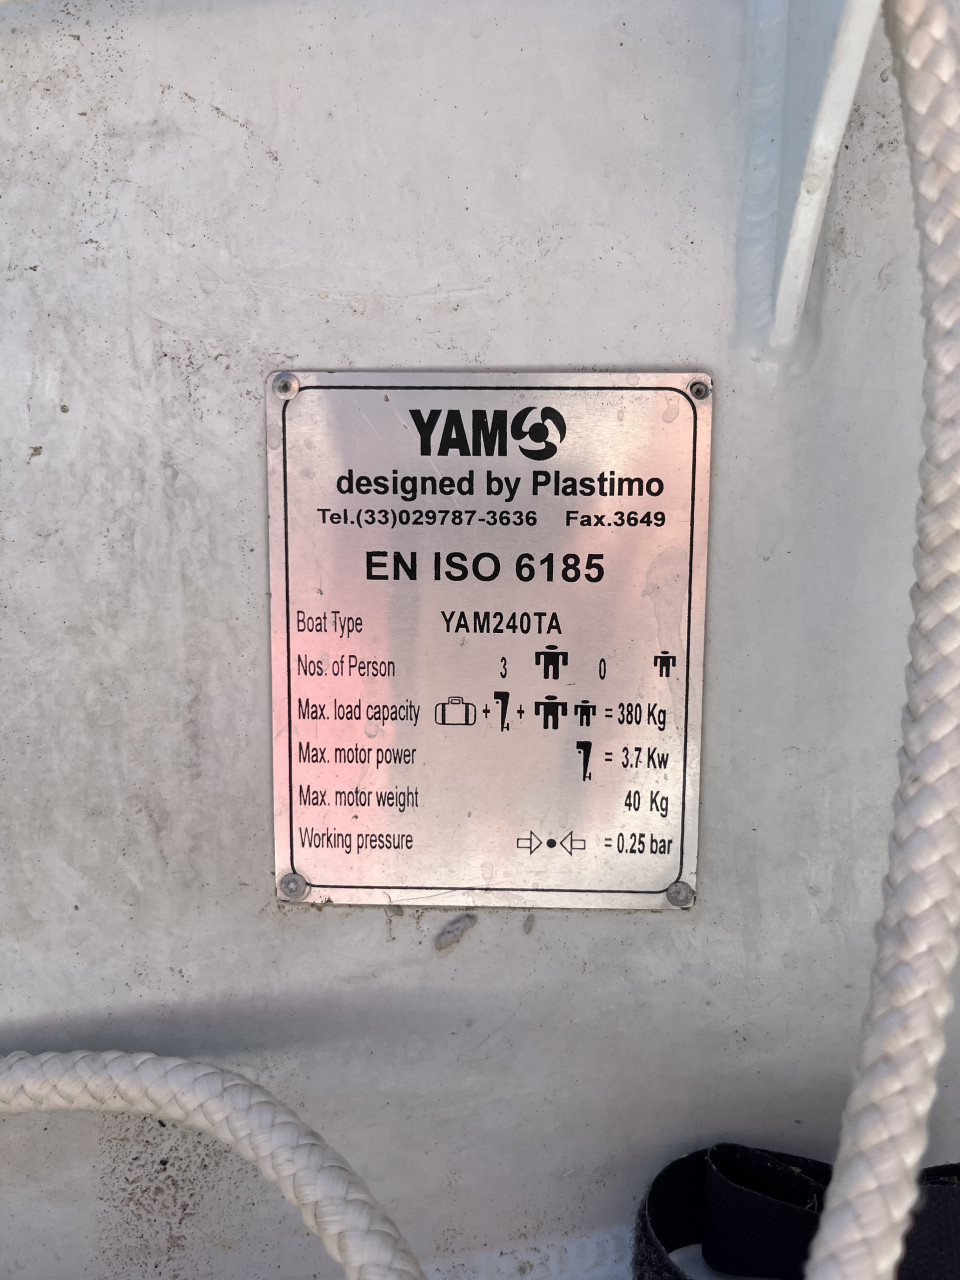 YAM
designed by Plastimo
Tel.(33)029787-3636 Fax.3649
EN ISO 6185
Boat Type YAM240TA
Nos. of Person 3 0
Max. load capacity + + = 380 Kg
Max. motor power = 3.7 Kw
Max. motor weight 40 Kg
Working pressure = 0.25 bar